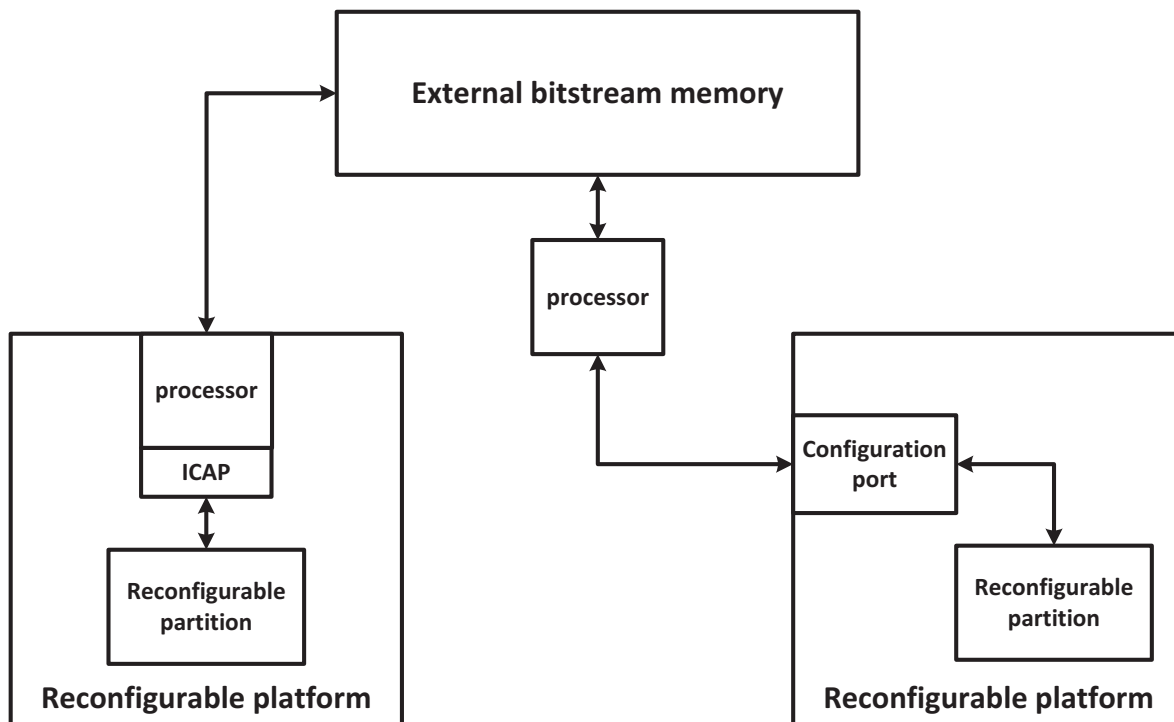 External bitstream memory
processor
processor
ICAP
Configuration
port
Reconfigurable
partition
Reconfigurable
partition
Reconfigurable platform
Reconfigurable platform